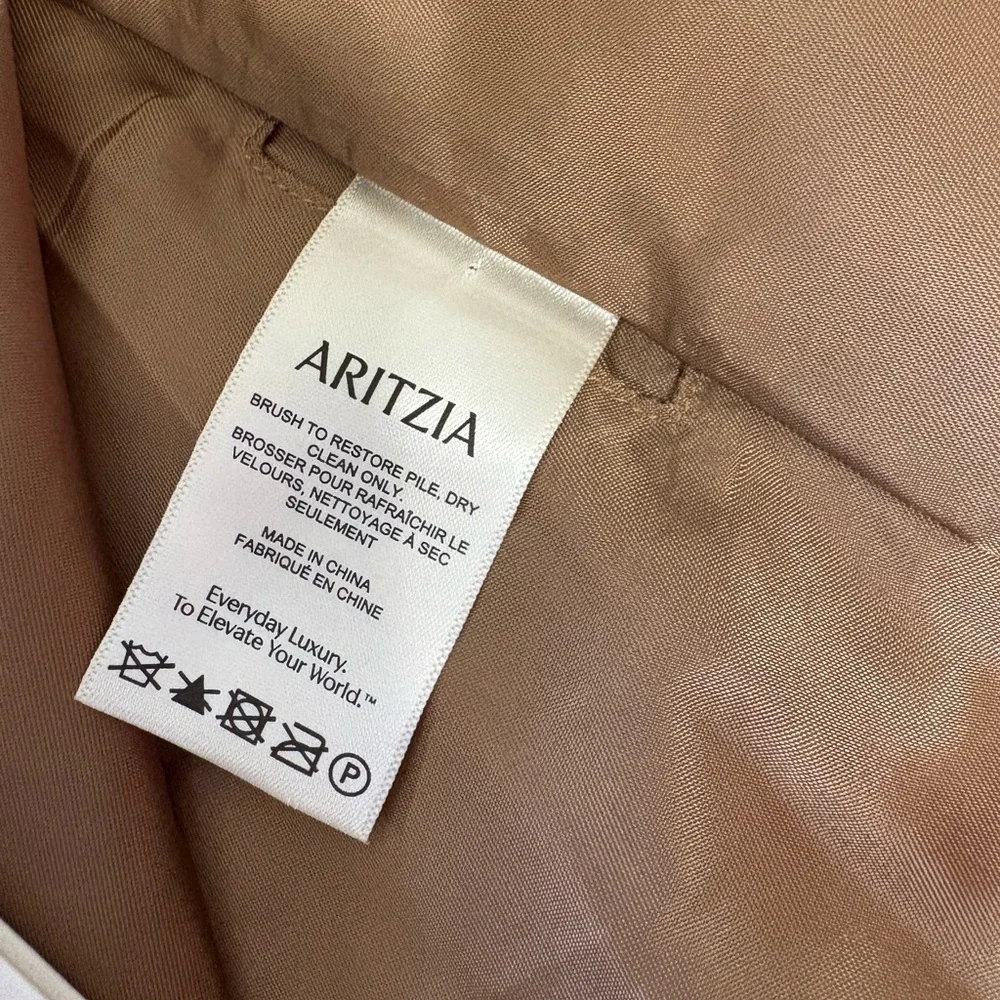 ARITZIA
BRUSH TO RESTORE PILE, DRY
CLEAN ONLY.
BROSSER POUR RAFRAÎCHIR LE
VELOURS, NETTOYAGE À SEC
SEULEMENT
MADE IN CHINA
FABRIQUÉ EN CHINE
Everyday Luxury.
To Elevate Your World.™
P